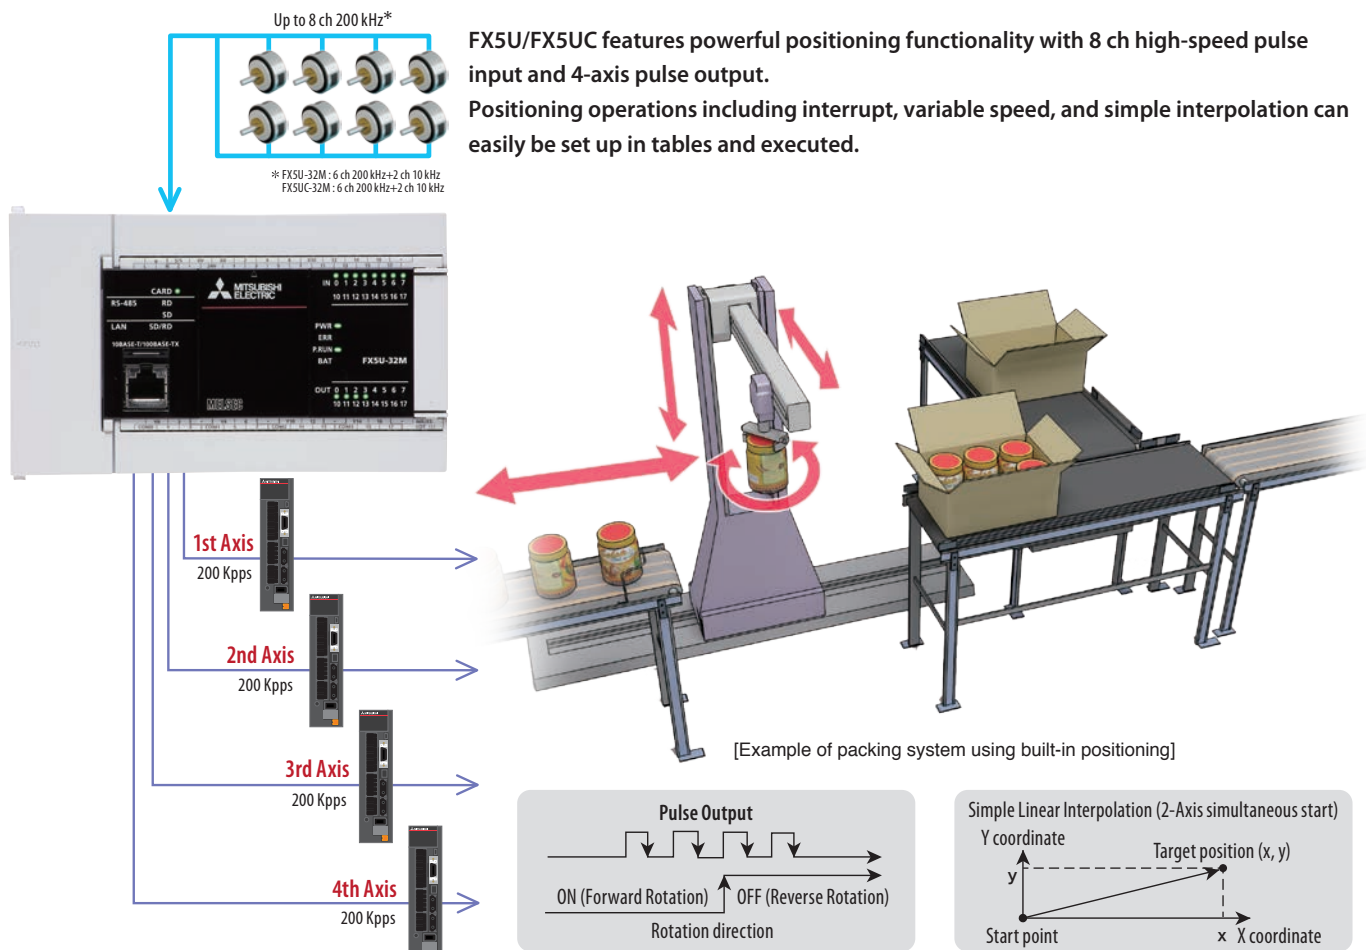 Up to 8 ch 200 kHz*
FX5U/FX5UC features powerful positioning functionality with 8 ch high-speed pulse
input and 4-axis pulse output.
Positioning operations including interrupt, variable speed, and simple interpolation can
easily be set up in tables and executed.
* FX5U-32M : 6 ch 200 kHz+2 ch 10 kHz
FX5UC-32M : 6 ch 200 kHz+2 ch 10 kHz
MITSUBISHI
ELECTRIC
CARD
RS-485 RD
SD
LAN SD/RD
10BASE-T/100BASE-TX
IN 0 1 2 3 4 5 6 7
10 11 12 13 14 15 16 17
PWR
ERR
P.RUN
BAT
FX5U-32M
OUT 0 1 2 3 4 5 6 7
10 11 12 13 14 15 16 17
MELSEC
1st Axis
200 Kpps
2nd Axis
200 Kpps
3rd Axis
200 Kpps
4th Axis
200 Kpps
[Example of packing system using built-in positioning]
Pulse Output
ON (Forward Rotation) OFF (Reverse Rotation)
Rotation direction
Simple Linear Interpolation (2-Axis simultaneous start)
Y coordinate
Target position (x, y)
y
Start point
x X coordinate